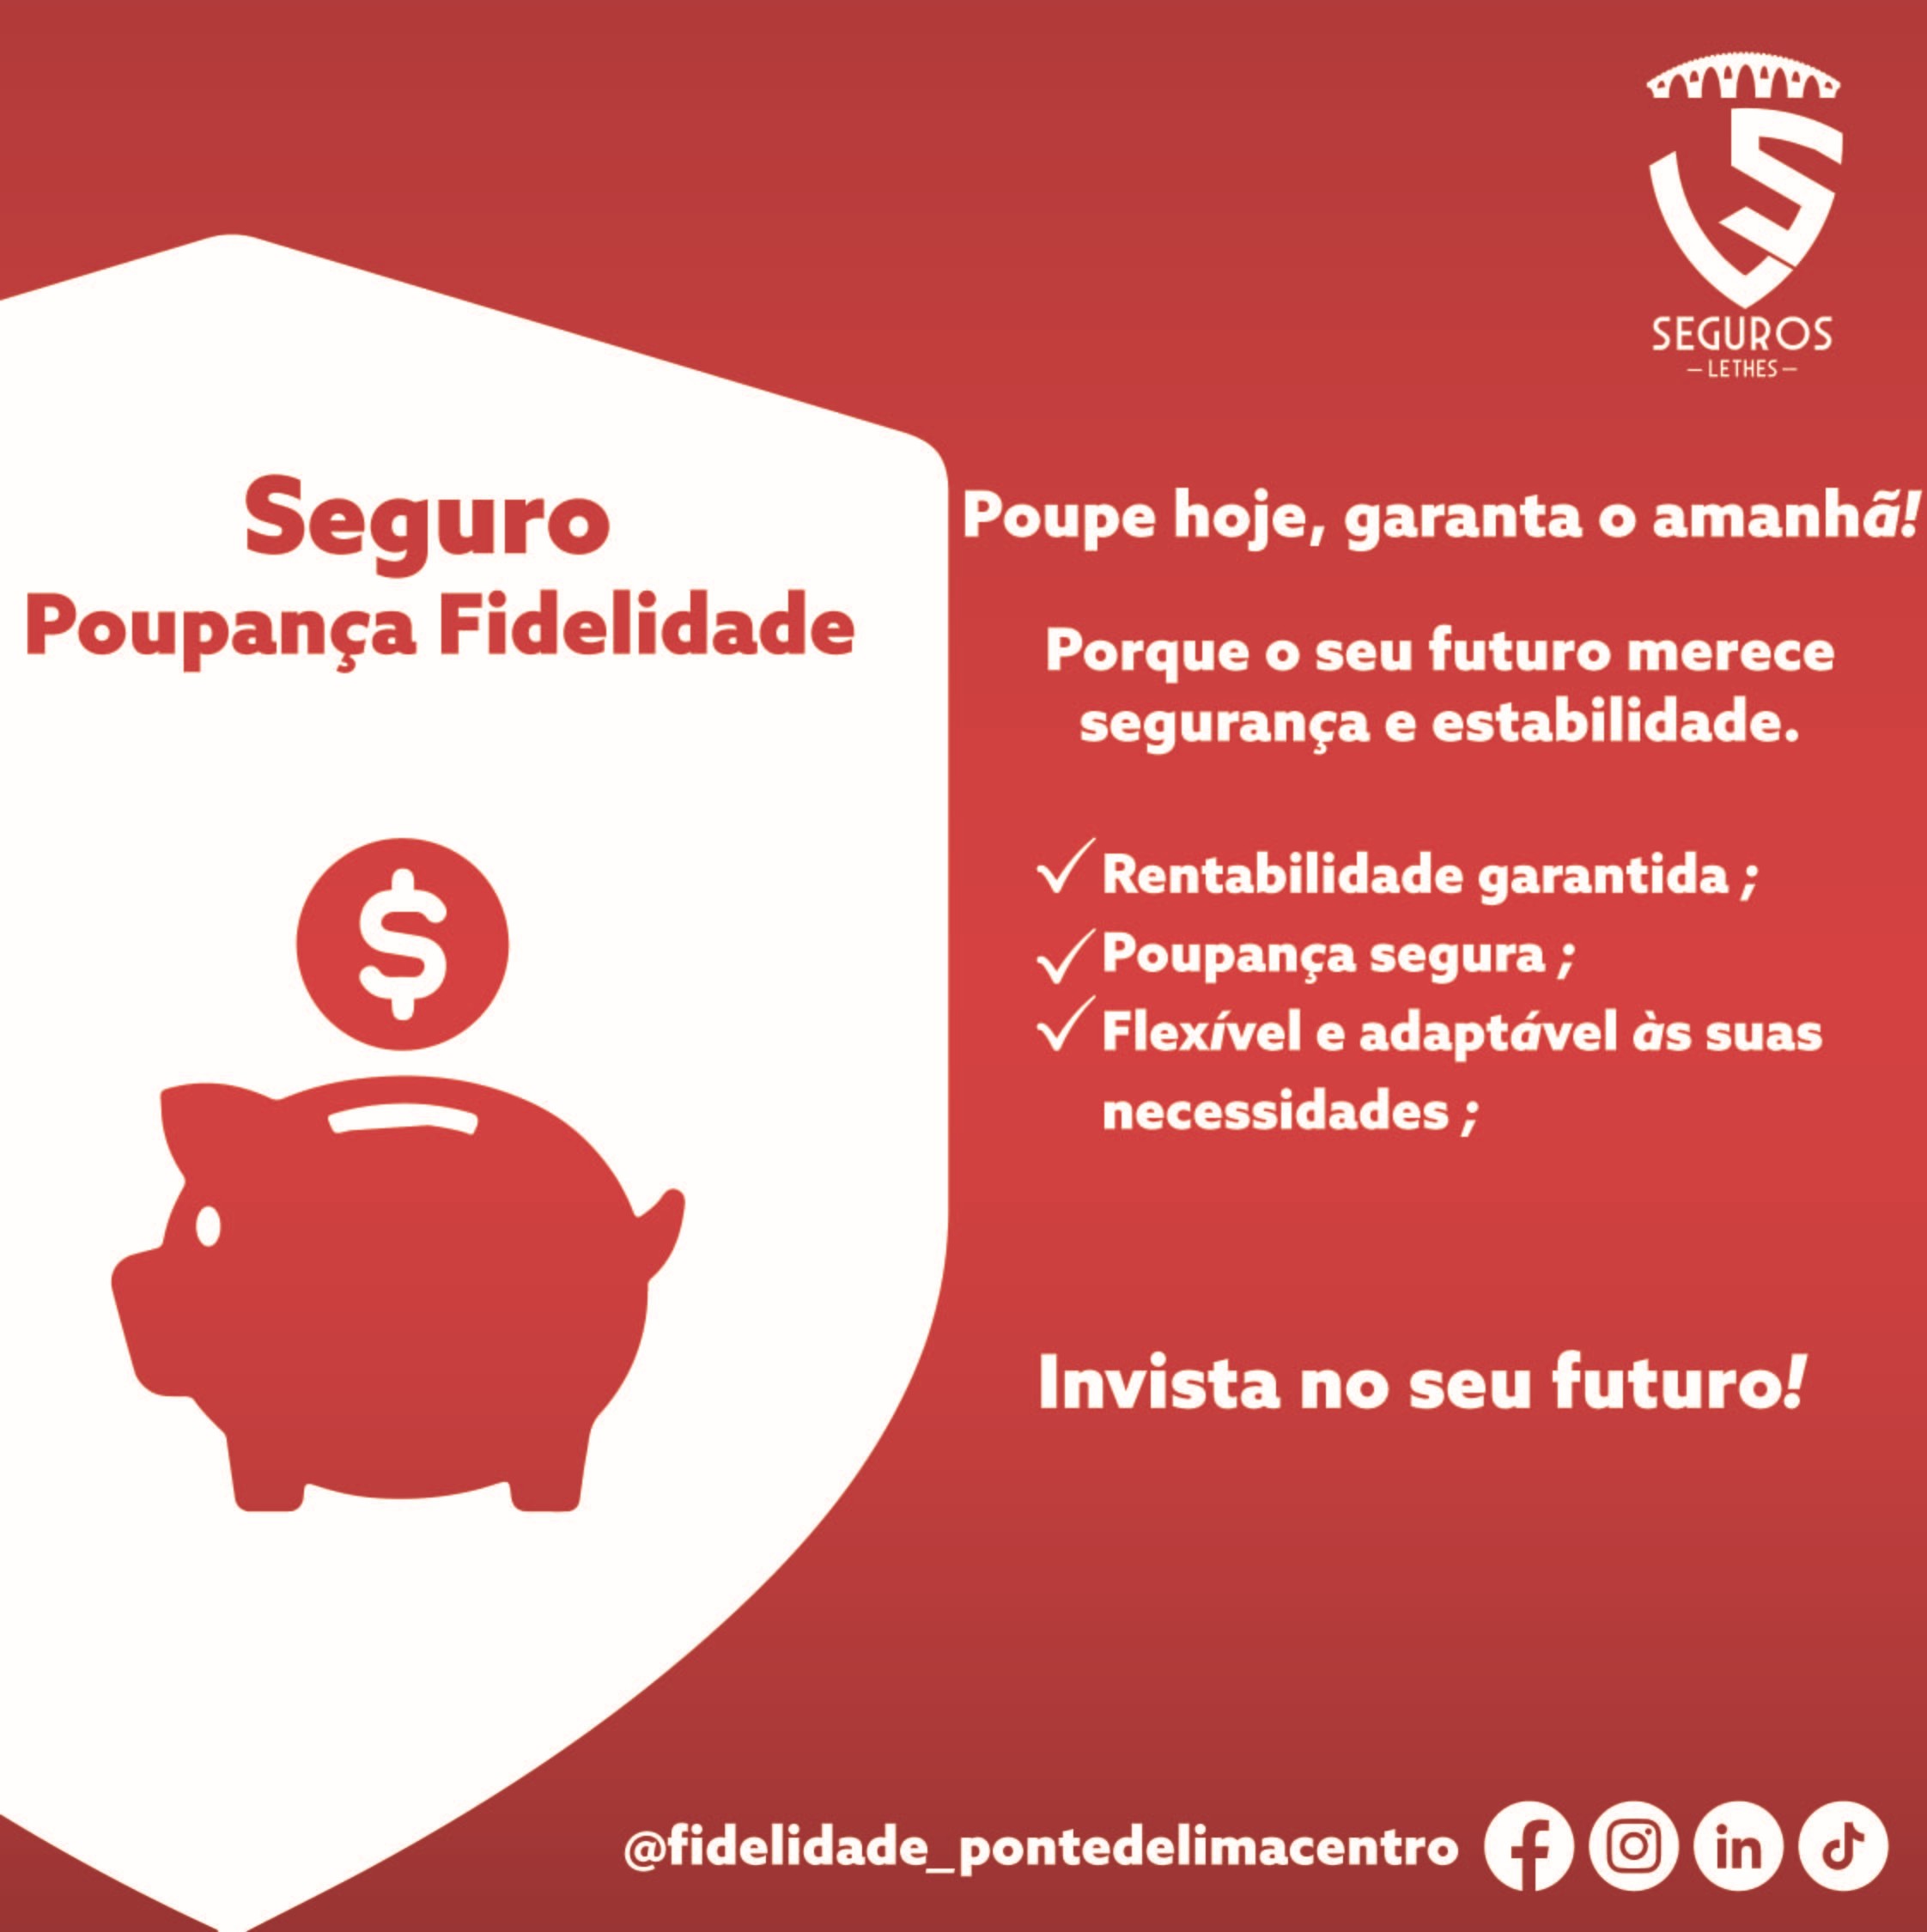 SEGUROS
– LETHES –
Seguro
Poupança Fidelidade
$
Poupe hoje, garanta o amanhã!
Porque o seu futuro merece
segurança e estabilidade.
Rentabilidade garantida ;
Poupança segura ;
Flexível e adaptável às suas
necessidades ;
Invista no seu futuro!
@fidelidade_pontedelimacentro